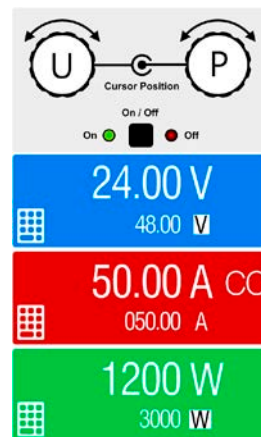 U C P
Cursor Position
On / Off
On Off
24.00 V
48.00 V
50.00 A CC
050.00 A
1200 W
3000 W